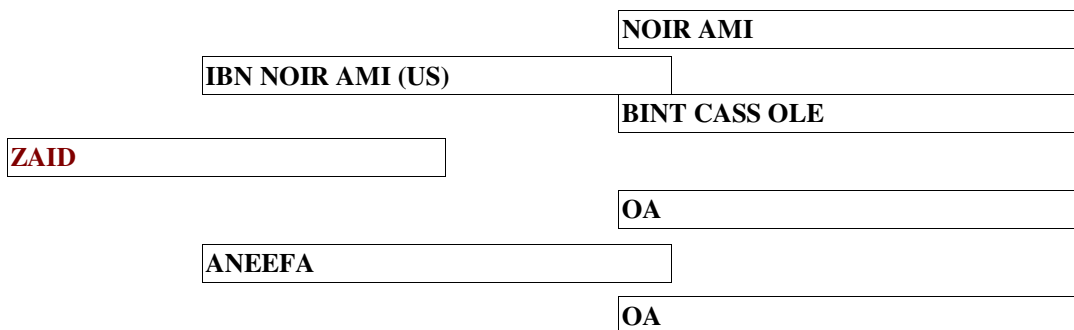 NOIR AMI
IBN NOIR AMI (US)
BINT CASS OLE
ZAID
OA
ANEEFA
OA